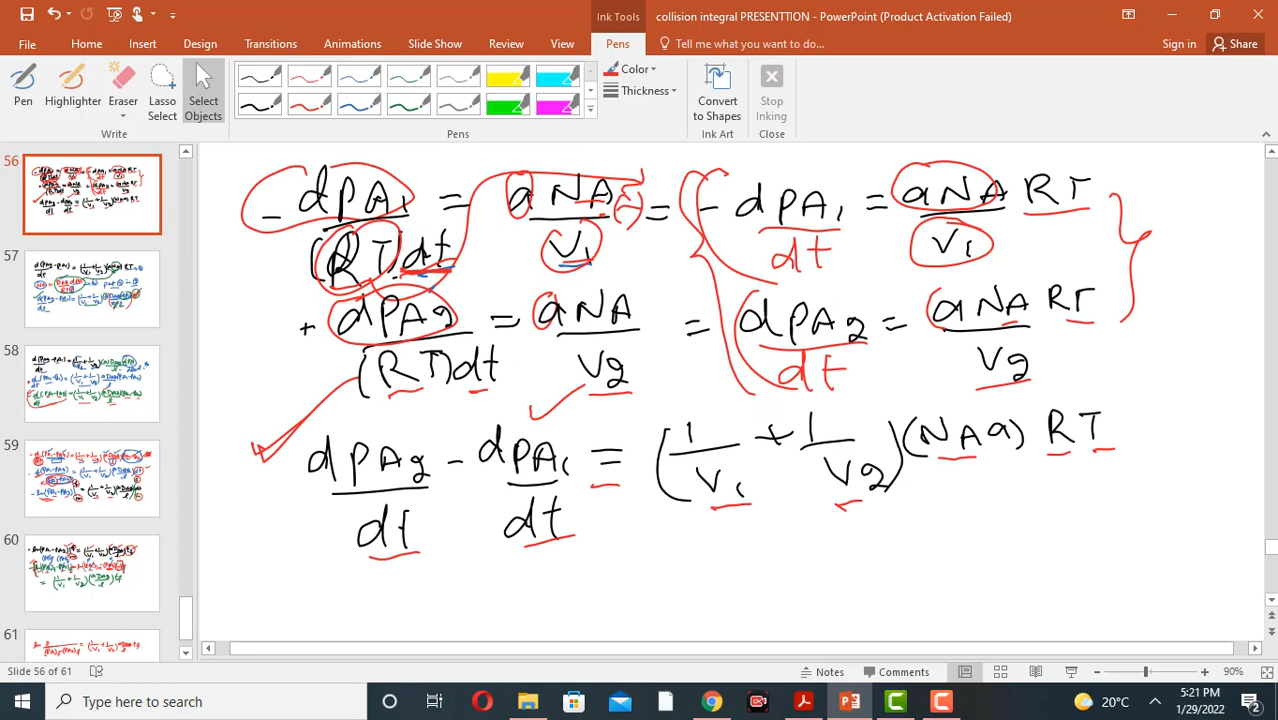 Ink Tools
collision integral PRESENTTION - PowerPoint (Product Activation Failed)
File Home Insert Design Transitions Animations Slide Show Review View Pens Tell me what you want to do... Sign in Share
Pen Highlighter Eraser Lasso Select Select Objects
Color
Thickness
Convert to Shapes
Stop Inking
Write Pens Ink Art Close
56
57
58
59
60
61
- dPA1 / (RT)dt = aNA / V1 = - dPA1 / dt = aNA RT / V1
+ dPA2 / (RT)dt = aNA / V2 = dPA2 / dt = aNA RT / V2
dPA2 / dt - dPA1 / dt = (1 / V1 + 1 / V2)(NAa) RT
Slide 56 of 61 Notes Comments 90%
Type here to search 20°C 5:21 PM
1/29/2022 2